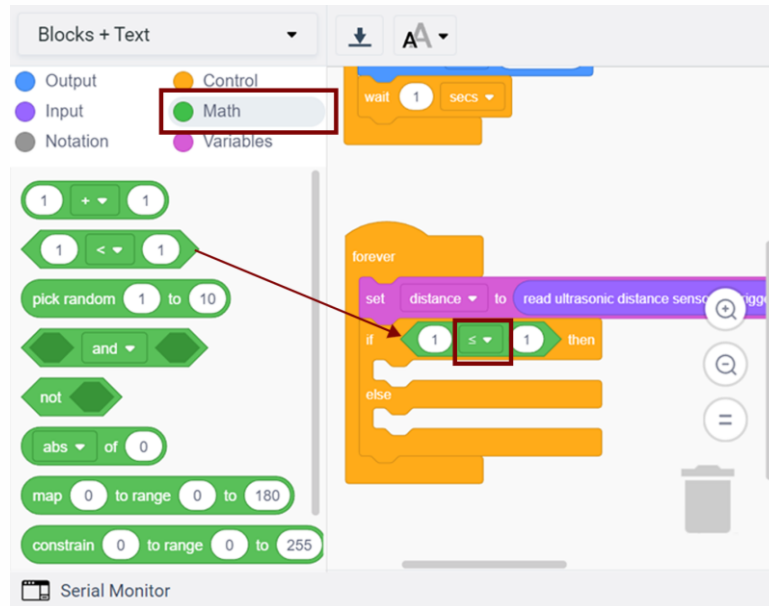 Blocks + Text
Output
Control
Input
Math
Notation
Variables
1 + 1
1 < 1
pick random 1 to 10
and
not
abs of 0
map 0 to range 0 to 180
constrain 0 to range 0 to 255
AA
wait 1 secs
forever
set distance to read ultrasonic distance
if 1 ≤ 1 then
else
=
Serial Monitor